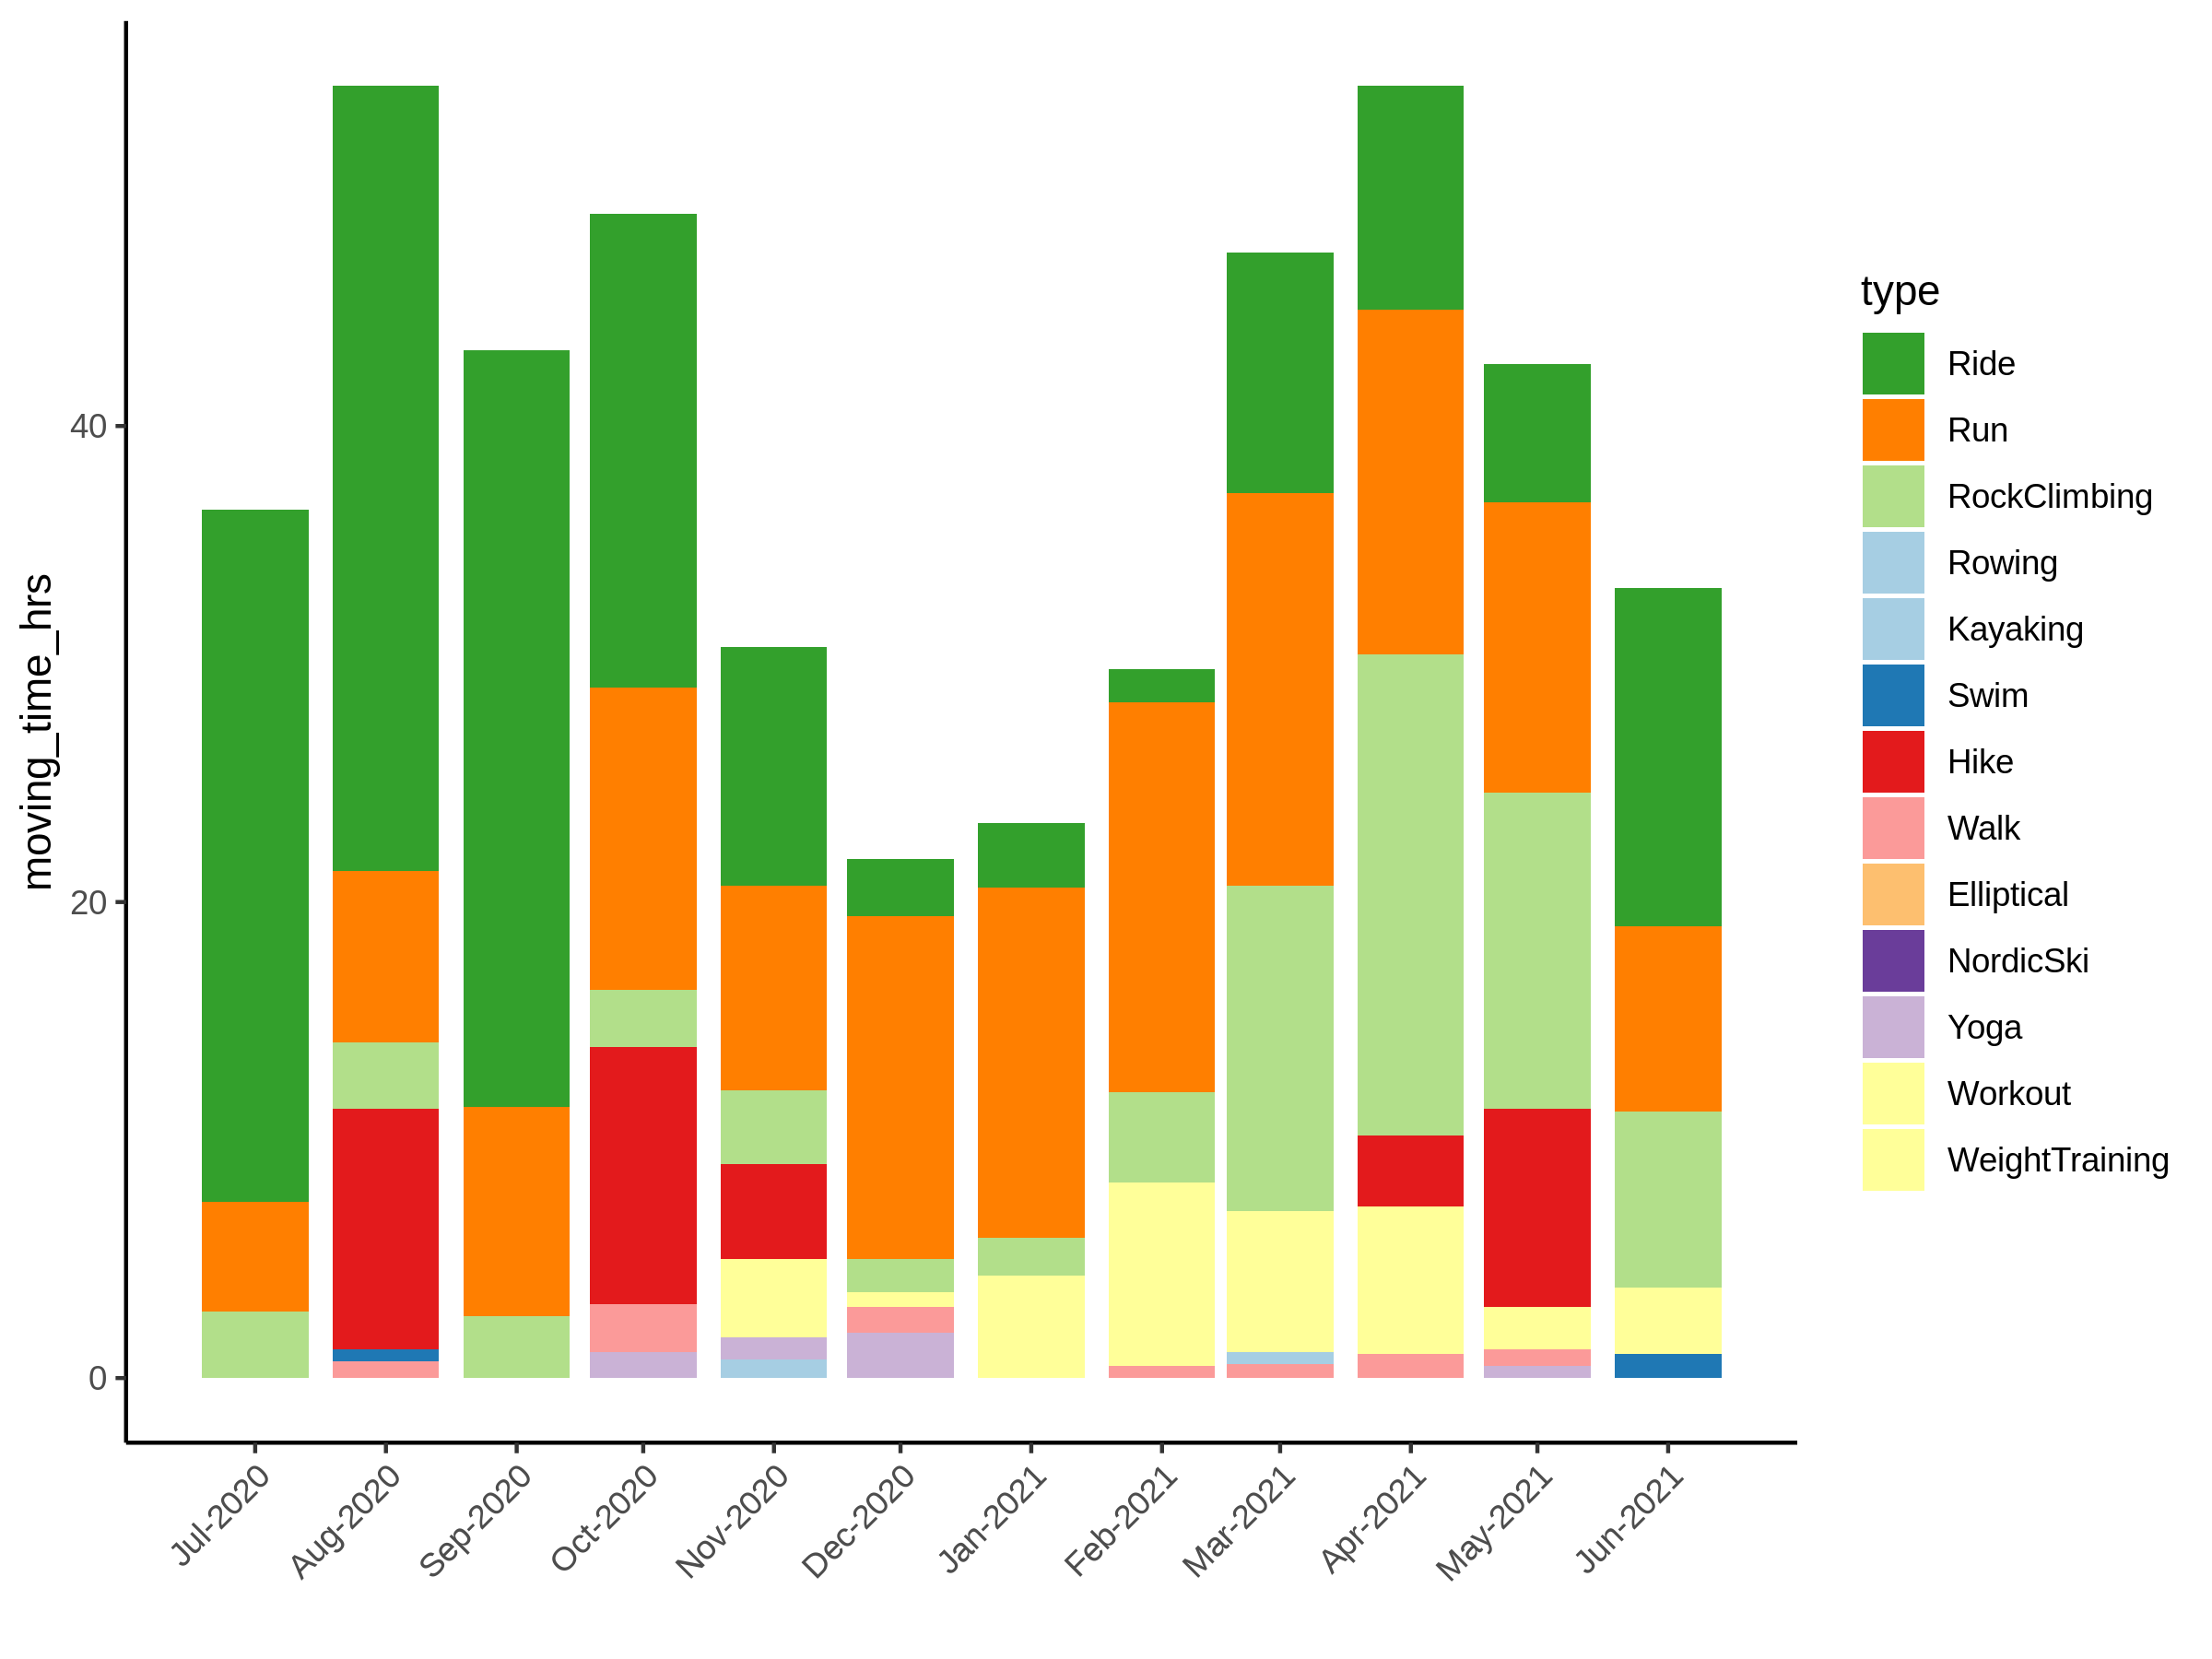 moving_time_hrs
40
20
0
Jul-2020
Aug-2020
Sep-2020
Oct-2020
Nov-2020
Dec-2020
Jan-2021
Feb-2021
Mar-2021
Apr-2021
May-2021
Jun-2021
type
Ride
Run
RockClimbing
Rowing
Kayaking
Swim
Hike
Walk
Elliptical
NordicSki
Yoga
Workout
WeightTraining